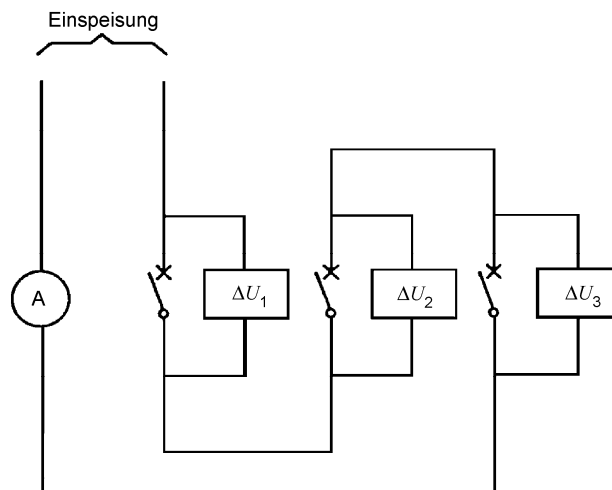 Einspeisung
A
ΔU₁
ΔU₂
ΔU₃